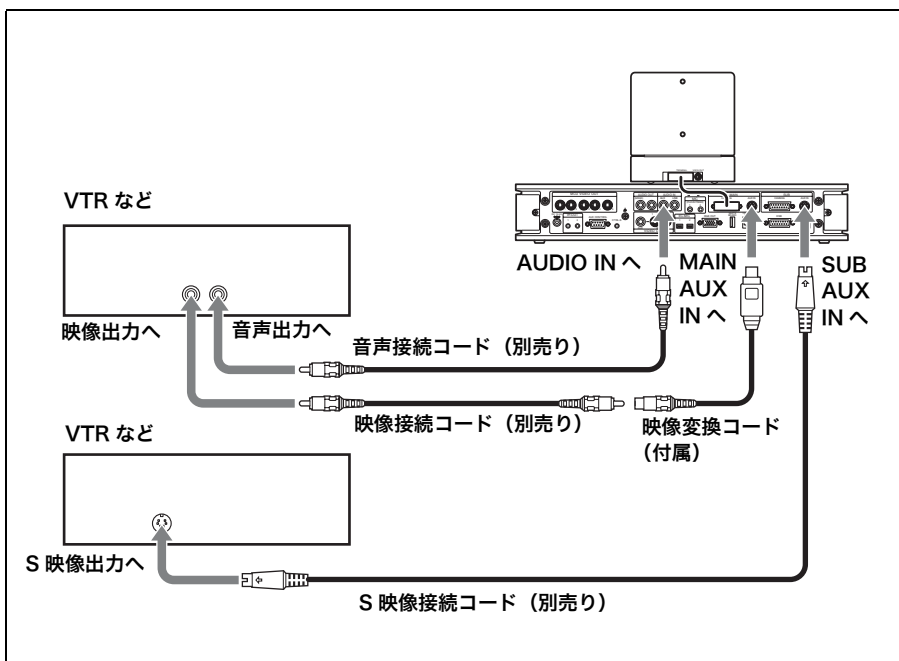 VTR など
AUDIO IN へ
MAIN
AUX
IN へ
SUB
AUX
IN へ
映像出力へ
音声出力へ
音声接続コード（別売り）
映像接続コード（別売り）
映像変換コード
（付属）
VTR など
S 映像出力へ
S 映像接続コード（別売り）